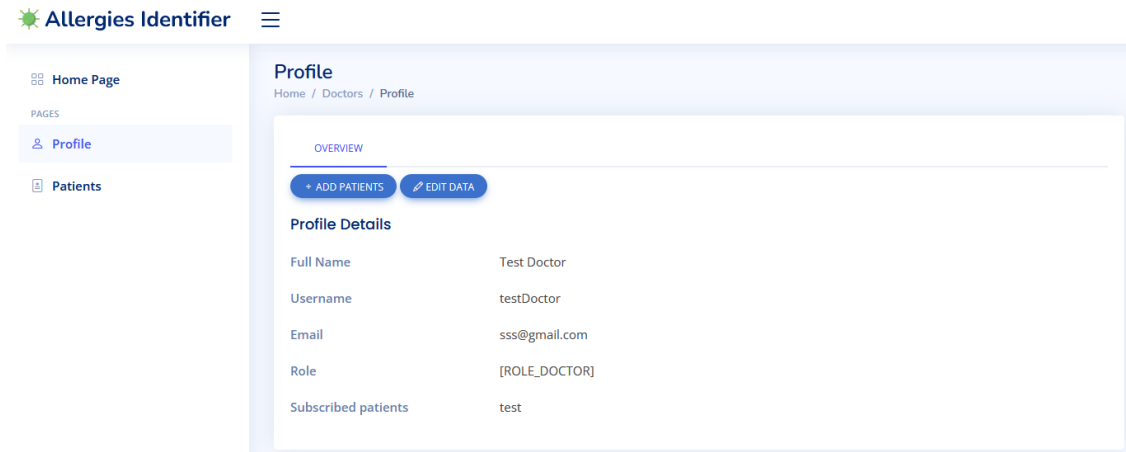 Allergies Identifier
Home Page
PAGES
Profile
Patients
Profile
Home / Doctors / Profile
OVERVIEW
+ ADD PATIENTS EDIT DATA
Profile Details
Full Name Test Doctor
Username testDoctor
Email sss@gmail.com
Role [ROLE_DOCTOR]
Subscribed patients test